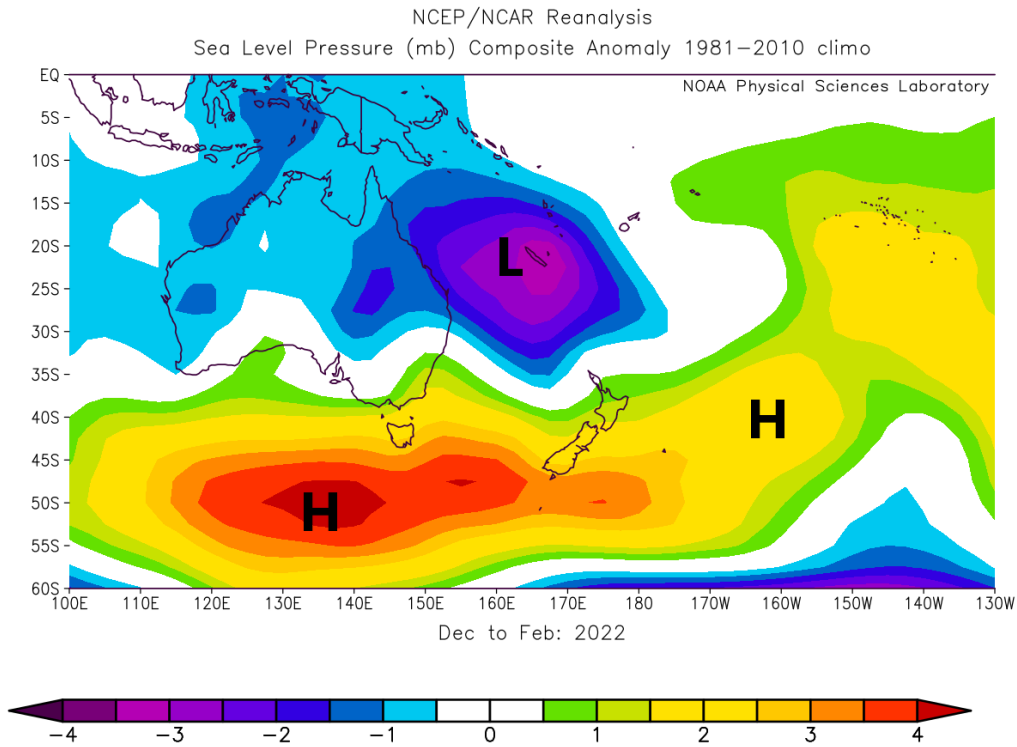 NCEP/NCAR Reanalysis
Sea Level Pressure (mb) Composite Anomaly 1981−2010 climo
NOAA Physical Sciences Laboratory
EQ
5S
10S
15S
20S
25S
30S
35S
40S
45S
50S
55S
60S
L
H
H
100E 110E 120E 130E 140E 150E 160E 170E 180 170W 160W 150W 140W 130W
Dec to Feb: 2022
−4 −3 −2 −1 0 1 2 3 4